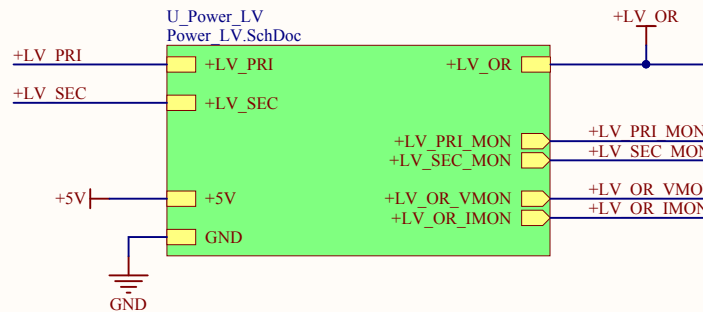 U_Power_LV
Power_LV.SchDoc
+LV_OR
+LV_PRI
+LV_PRI
+LV_OR
+LV_SEC
+LV_SEC
+LV_PRI_MON
+LV_PRI_MON
+LV_SEC_MON
+LV_SEC_MON
+5V
+5V
+LV_OR_VMON
+LV_OR_VMON
+LV_OR_IMON
+LV_OR_IMON
GND
GND